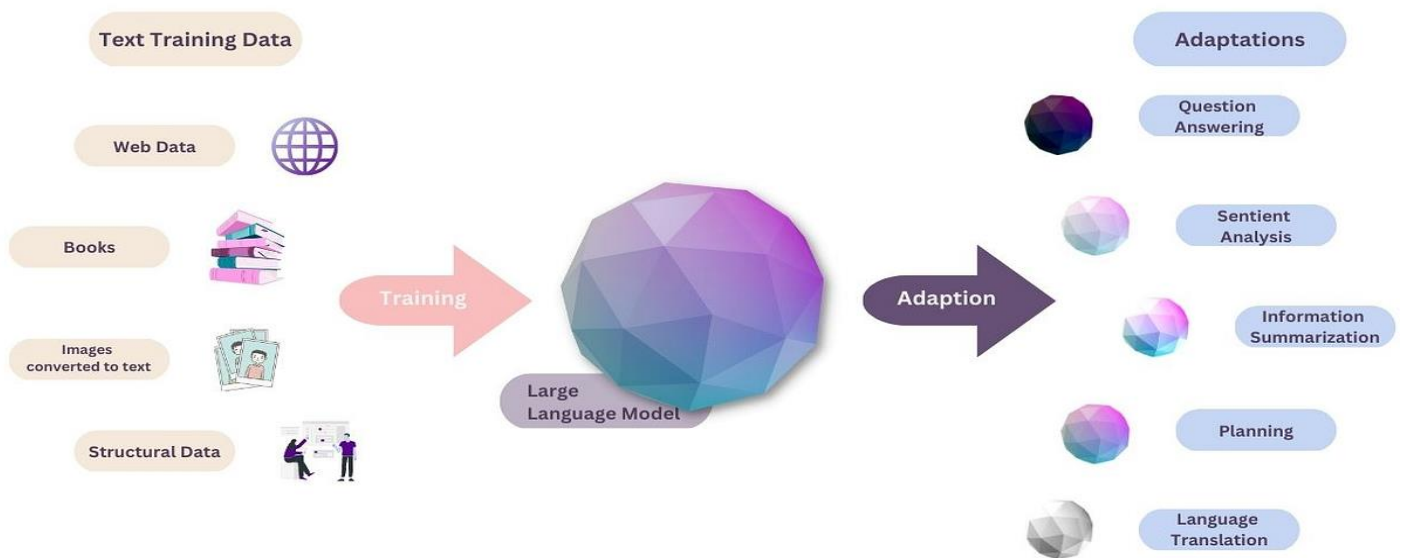 Text Training Data
Web Data
Books
Images
converted to text
Structural Data
Training
Large
Language Model
Adaption
Adaptations
Question
Answering
Sentient
Analysis
Information
Summarization
Planning
Language
Translation